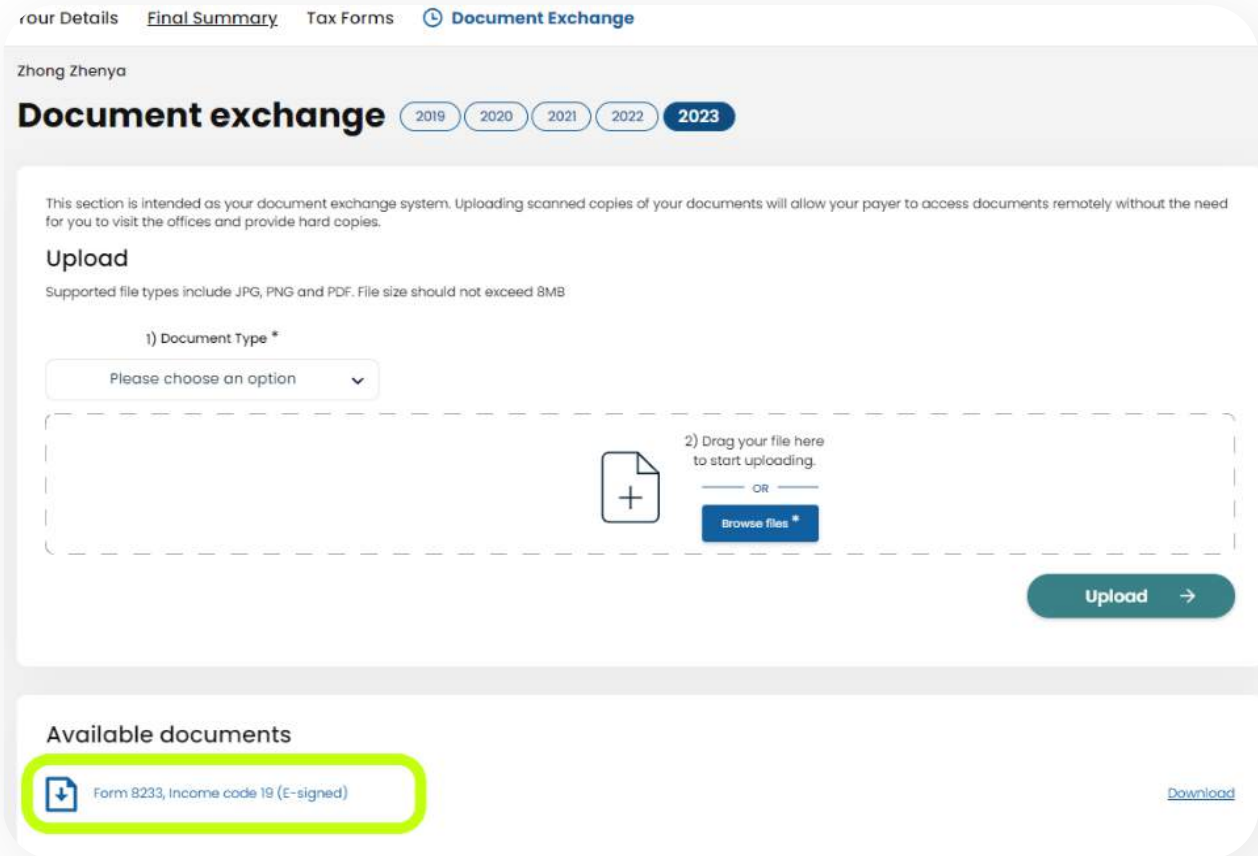 Your Details Final Summary Tax Forms Document Exchange
Zhong Zhenya
Document exchange 2019 2020 2021 2022 2023
This section is intended as your document exchange system. Uploading scanned copies of your documents will allow your payer to access documents remotely without the need
for you to visit the offices and provide hard copies.
Upload
Supported file types include JPG, PNG and PDF. File size should not exceed 8MB
1) Document Type *
Please choose an option
2) Drag your file here
to start uploading.
OR
Browse files *
Upload →
Available documents
Form 8233, Income code 19 (E-signed) Download